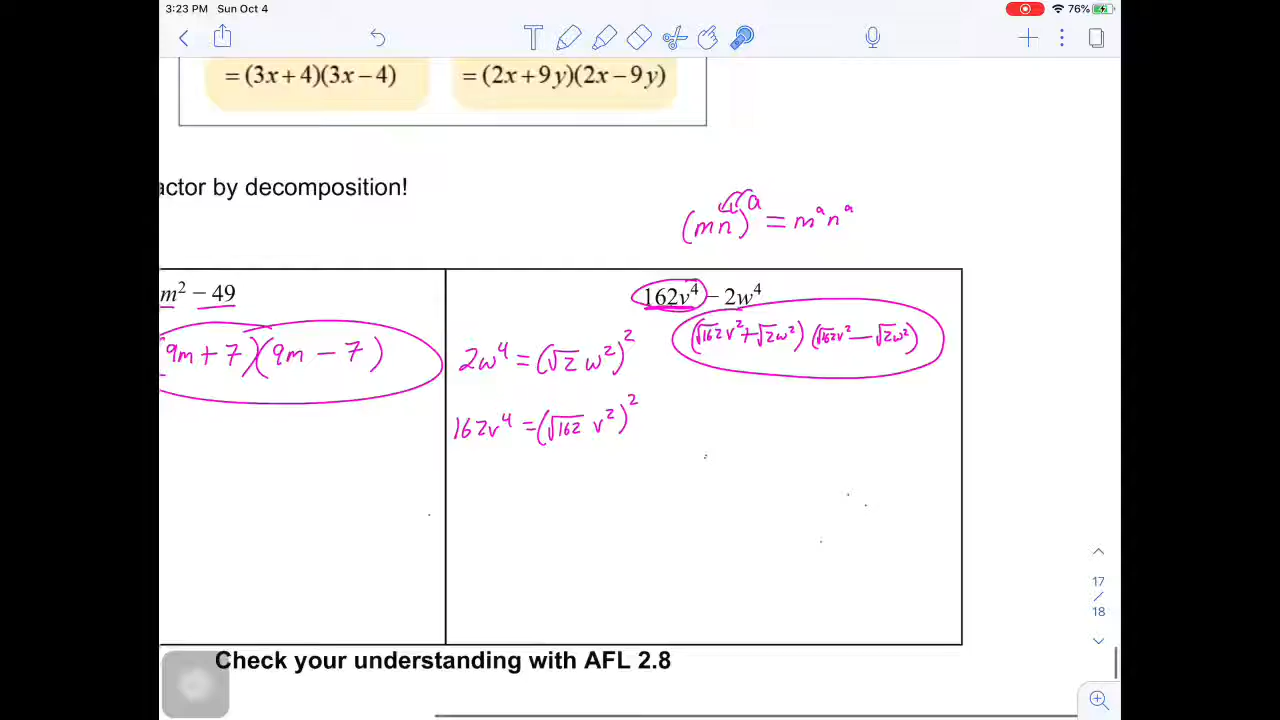 3:23 PM Sun Oct 4
76%
= (3x + 4)(3x − 4)
= (2x + 9y)(2x − 9y)
actor by decomposition!
(mn)^a = m^a n^a
m² − 49
162v⁴ − 2w⁴
(9m + 7)(9m − 7)
(√162 v² + √2 w²)(√162 v² − √2 w²)
2w⁴ = (√2 w²)²
162v⁴ = (√162 v²)²
17
/
18
Check your understanding with AFL 2.8